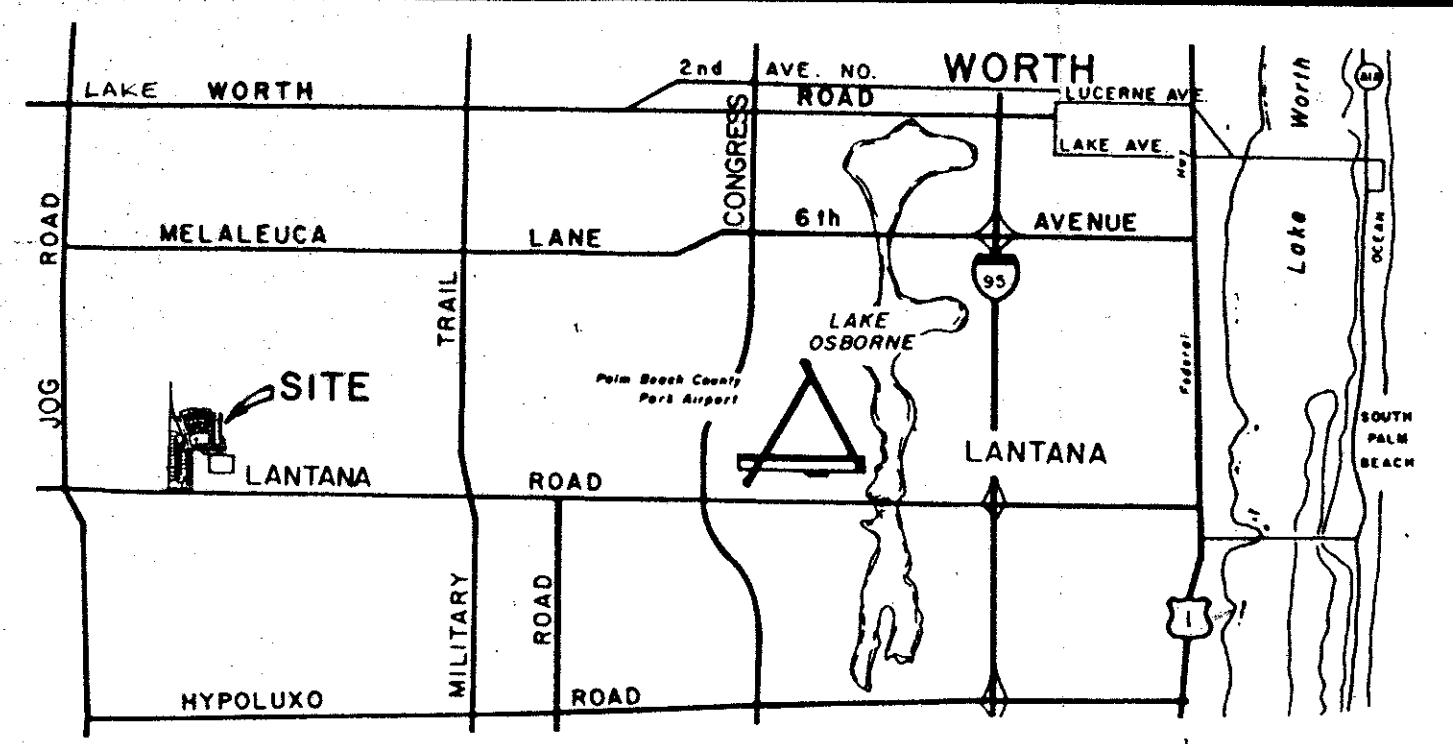 WORTH
2nd AVE. NO.
LAKE WORTH ROAD
LUCERNE AVE.
LAKE AVE.
A1A
Lake Worth
CONGRESS
JOG ROAD
MELALEUCA LANE 6th AVENUE
Hwy
OCEAN
95
MILITARY TRAIL
LAKE
OSBORNE
Federal
SITE
Palm Beach County
Park Airport
LANTANA
SOUTH
PALM
BEACH
LANTANA ROAD
ROAD
1
HYPOLUXO ROAD